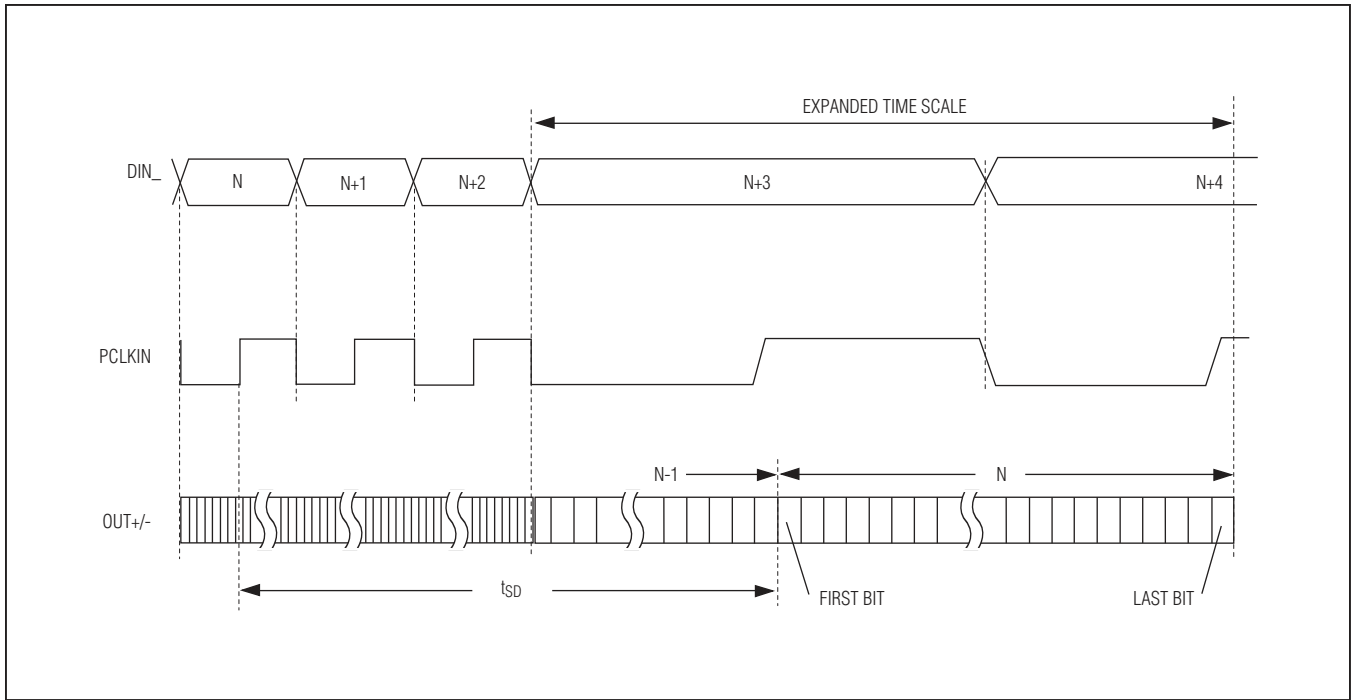 EXPANDED TIME SCALE
DIN_
N
N+1
N+2
N+3
N+4
PCLKIN
N-1
N
OUT+/-
tSD
FIRST BIT
LAST BIT